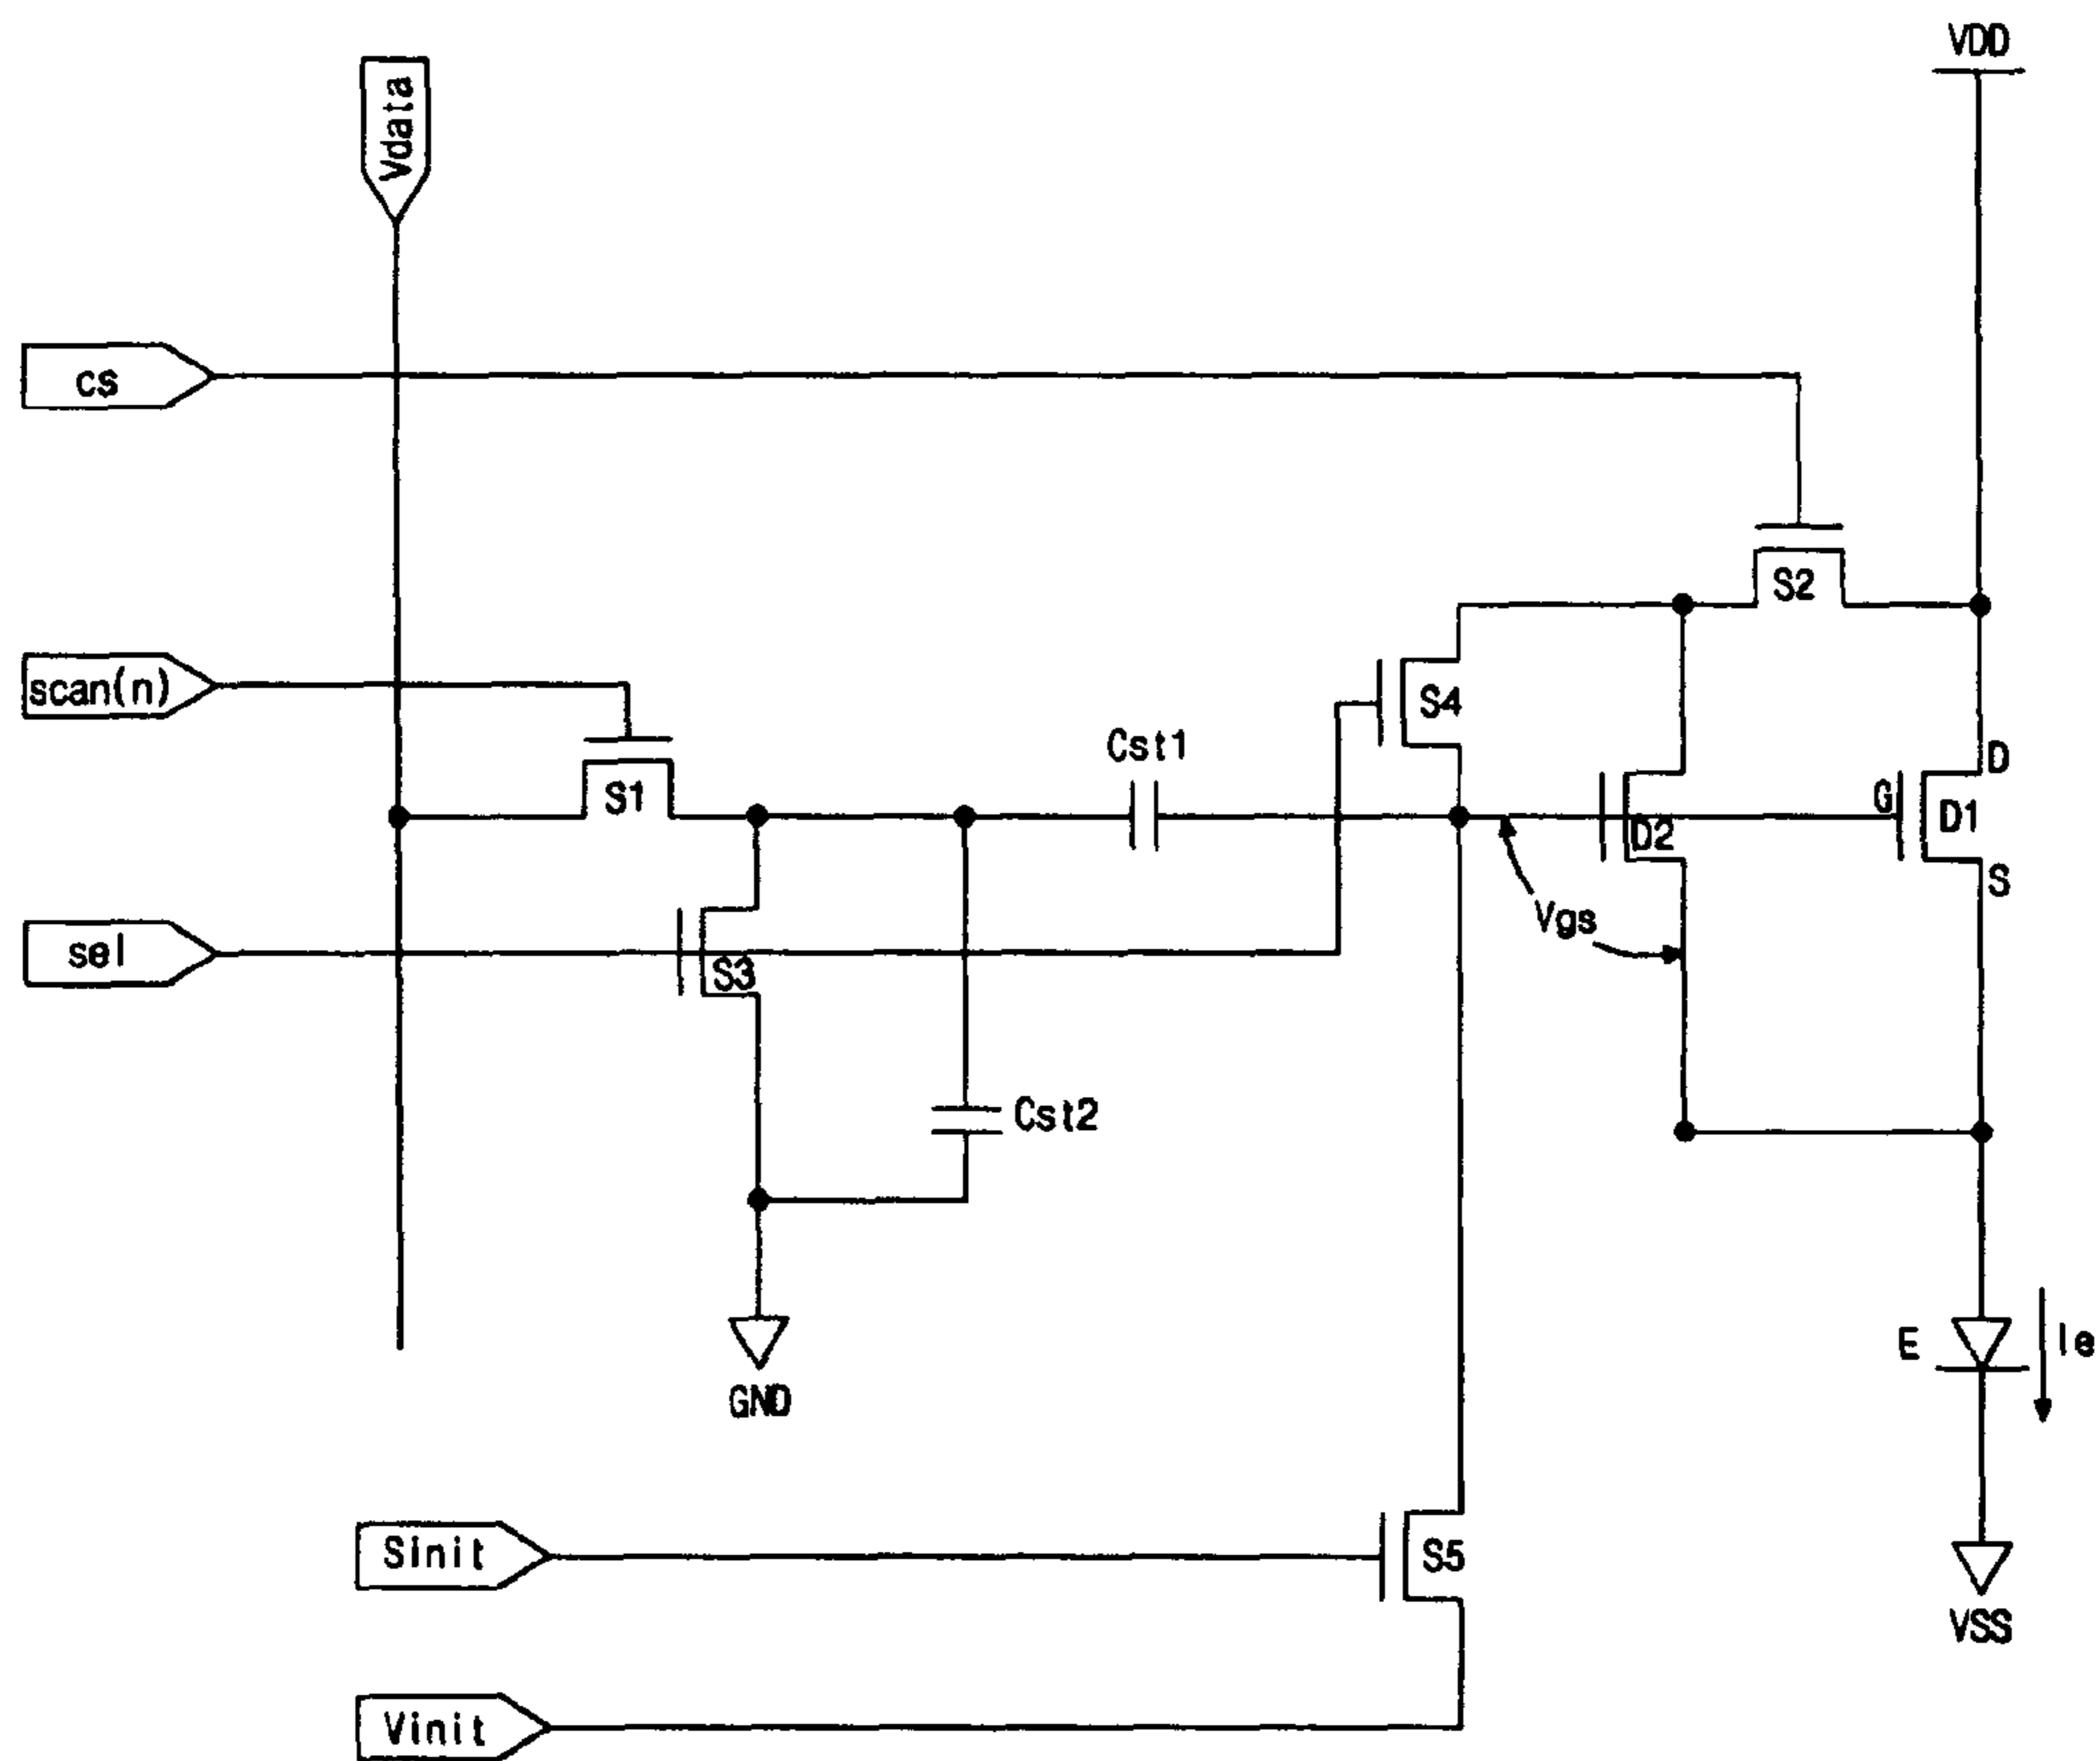 VDD
Vdata
cs
S2
scan(n)
S4
Cst1
S1
D
G
D1
D2
S
Vgs
sel
S3
Cst2
E
Ie
GND
Sinit
S5
VSS
Vinit